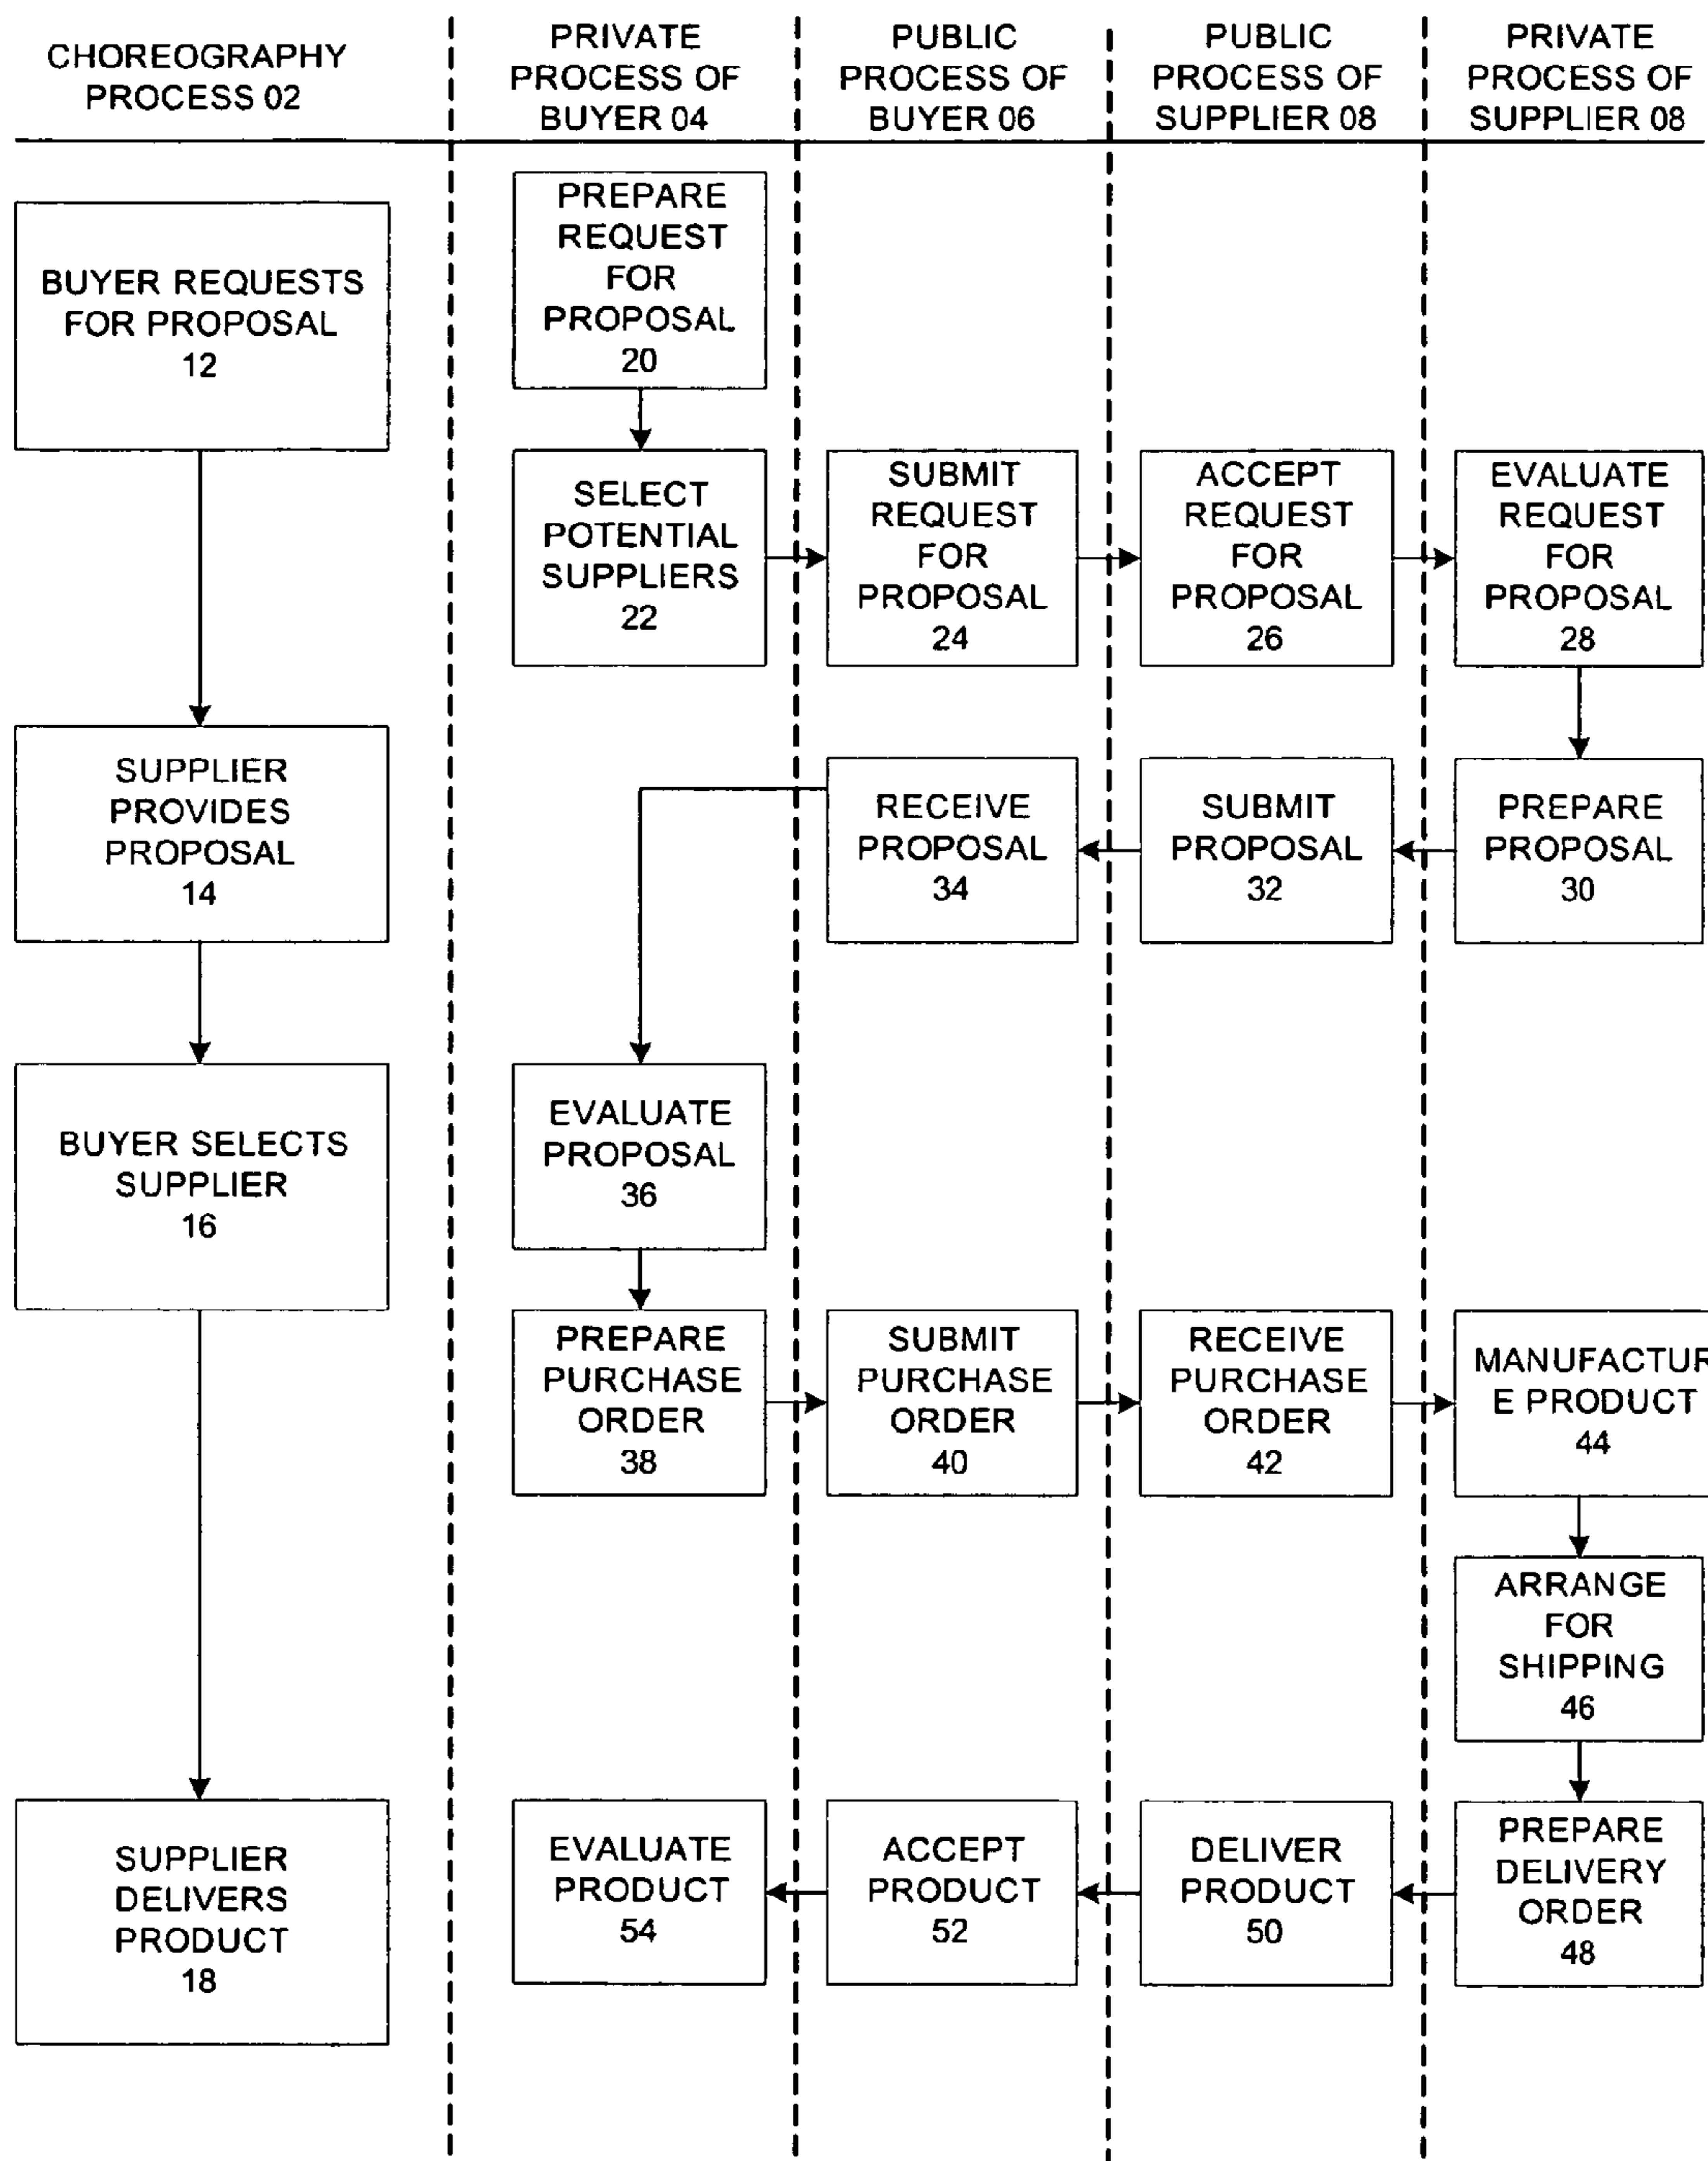 CHOREOGRAPHY
PROCESS 02
PRIVATE
PROCESS OF
BUYER 04
PUBLIC
PROCESS OF
BUYER 06
PUBLIC
PROCESS OF
SUPPLIER 08
PRIVATE
PROCESS OF
SUPPLIER 08
BUYER REQUESTS
FOR PROPOSAL
12
PREPARE
REQUEST
FOR
PROPOSAL
20
SELECT
POTENTIAL
SUPPLIERS
22
SUBMIT
REQUEST
FOR
PROPOSAL
24
ACCEPT
REQUEST
FOR
PROPOSAL
26
EVALUATE
REQUEST
FOR
PROPOSAL
28
SUPPLIER
PROVIDES
PROPOSAL
14
RECEIVE
PROPOSAL
34
SUBMIT
PROPOSAL
32
PREPARE
PROPOSAL
30
BUYER SELECTS
SUPPLIER
16
EVALUATE
PROPOSAL
36
PREPARE
PURCHASE
ORDER
38
SUBMIT
PURCHASE
ORDER
40
RECEIVE
PURCHASE
ORDER
42
MANUFACTUR
E PRODUCT
44
ARRANGE
FOR
SHIPPING
46
SUPPLIER
DELIVERS
PRODUCT
18
EVALUATE
PRODUCT
54
ACCEPT
PRODUCT
52
DELIVER
PRODUCT
50
PREPARE
DELIVERY
ORDER
48